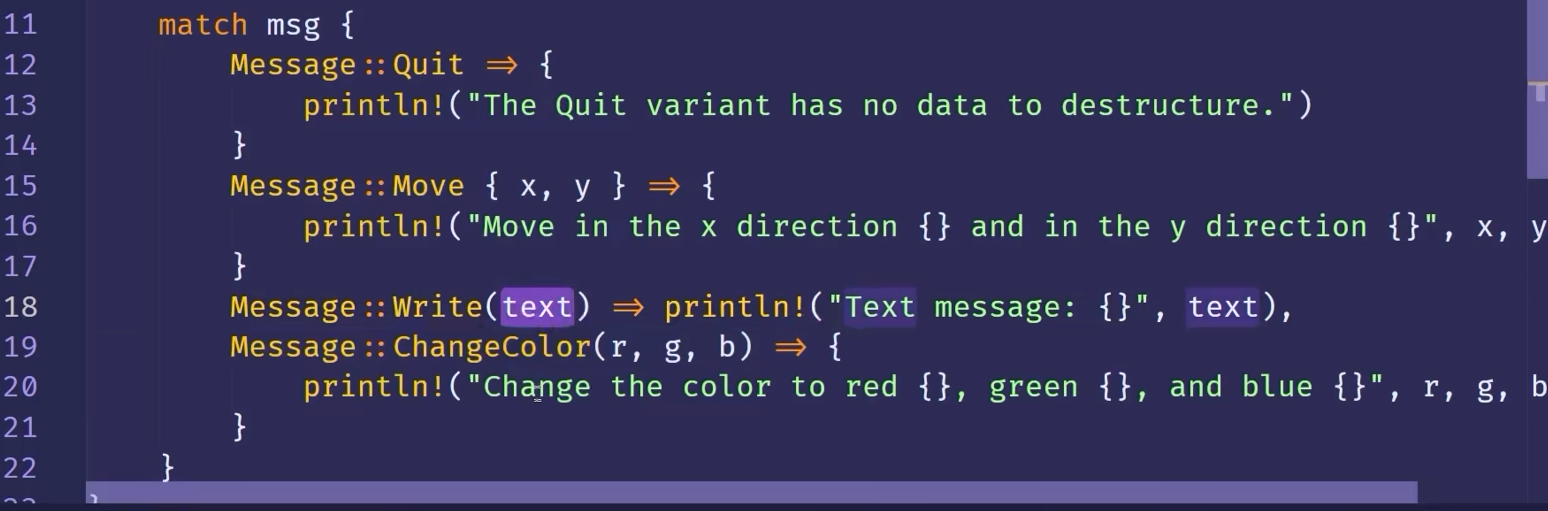 11 match msg {
12 Message::Quit => {
13 println!("The Quit variant has no data to destructure.")
14 }
15 Message::Move { x, y } => {
16 println!("Move in the x direction {} and in the y direction {}", x, y
17 }
18 Message::Write(text) => println!("Text message: {}", text),
19 Message::ChangeColor(r, g, b) => {
20 println!("Change the color to red {}, green {}, and blue {}", r, g, b
21 }
22 }